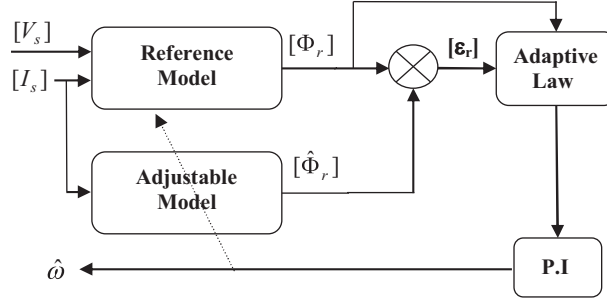 [V_s]
[I_s]
Reference
Model
[Φ_r]
[ε_r]
Adaptive
Law
Adjustable
Model
[Φ̂_r]
P.I
ω̂